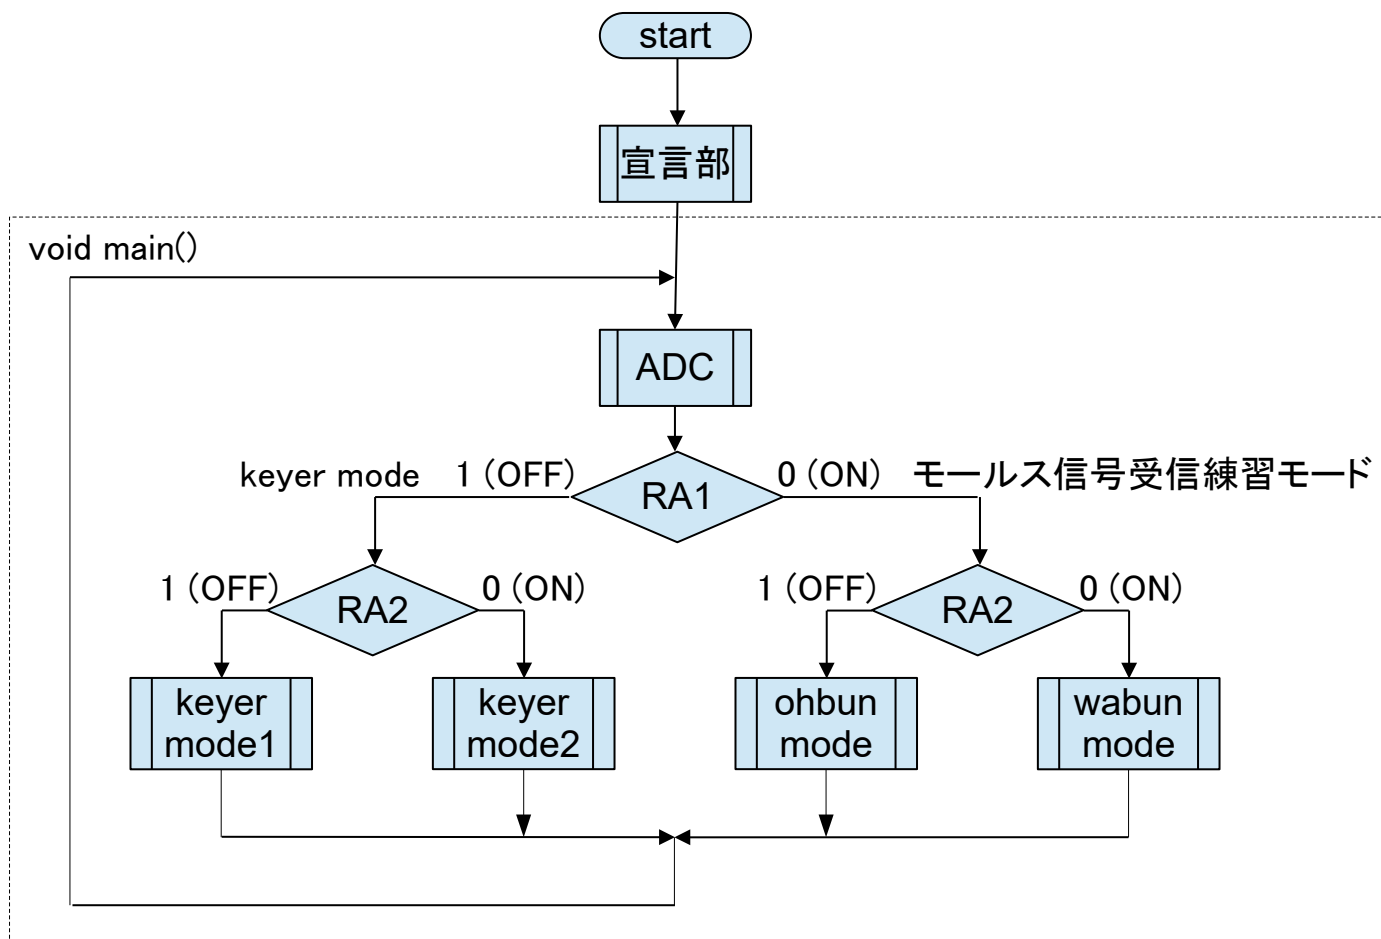 start
宣言部
void main()
ADC
keyer mode 1 (OFF) RA1 0 (ON) モールス信号受信練習モード
1 (OFF) RA2 0 (ON) 1 (OFF) RA2 0 (ON)
keyer
mode1
keyer
mode2
ohbun
mode
wabun
mode